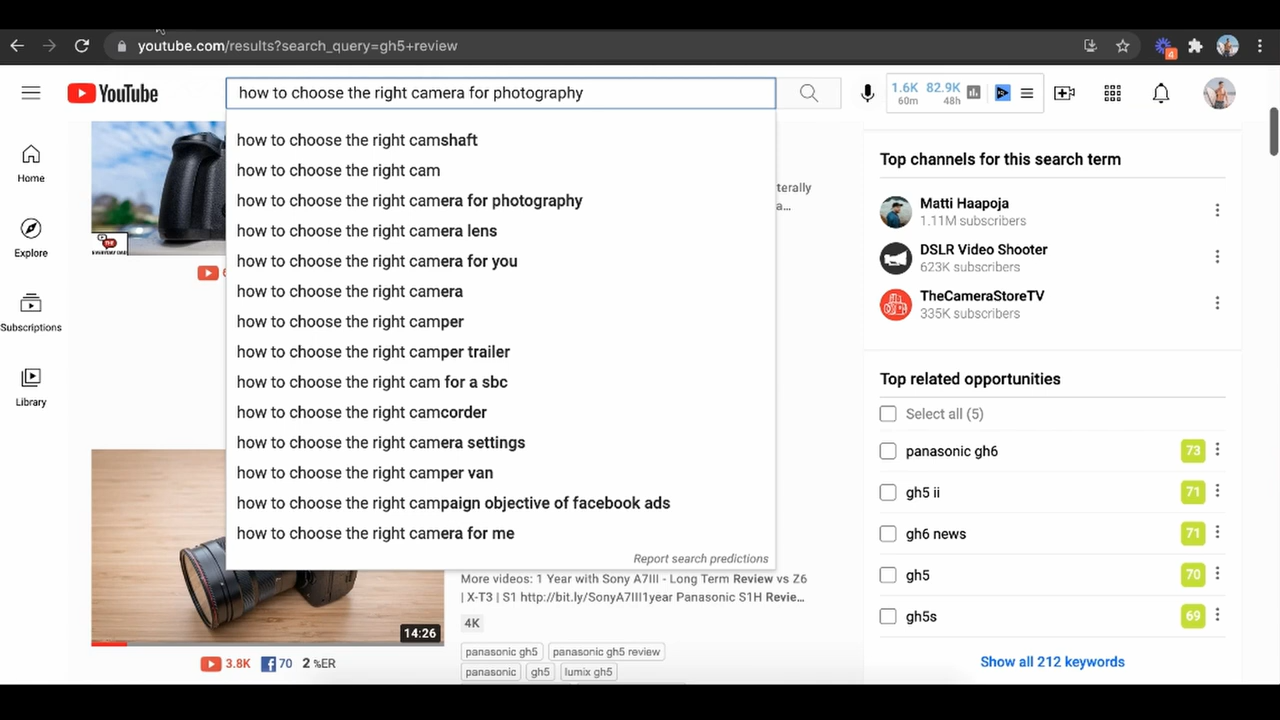 youtube.com/results?search_query=gh5+review
4
YouTube
how to choose the right camera for photography
1.6K 82.9K
60m 48h
how to choose the right camshaft
how to choose the right cam
how to choose the right camera for photography
how to choose the right camera lens
how to choose the right camera for you
how to choose the right camera
how to choose the right camper
how to choose the right camper trailer
how to choose the right cam for a sbc
how to choose the right camcorder
how to choose the right camera settings
how to choose the right camper van
how to choose the right campaign objective of facebook ads
how to choose the right camera for me
Report search predictions
Home
Explore
Subscriptions
Library
terally
a…
Top channels for this search term
Matti Haapoja
1.11M subscribers
DSLR Video Shooter
623K subscribers
TheCameraStoreTV
335K subscribers
Top related opportunities
Select all (5)
panasonic gh6 73
gh5 ii 71
gh6 news 71
gh5 70
gh5s 69
Show all 212 keywords
More videos: 1 Year with Sony A7III - Long Term Review vs Z6
| X-T3 | S1 http://bit.ly/SonyA7III1year Panasonic S1H Revie…
4K
14:26
panasonic gh5 panasonic gh5 review
panasonic gh5 lumix gh5
3.8K 70 2 %ER